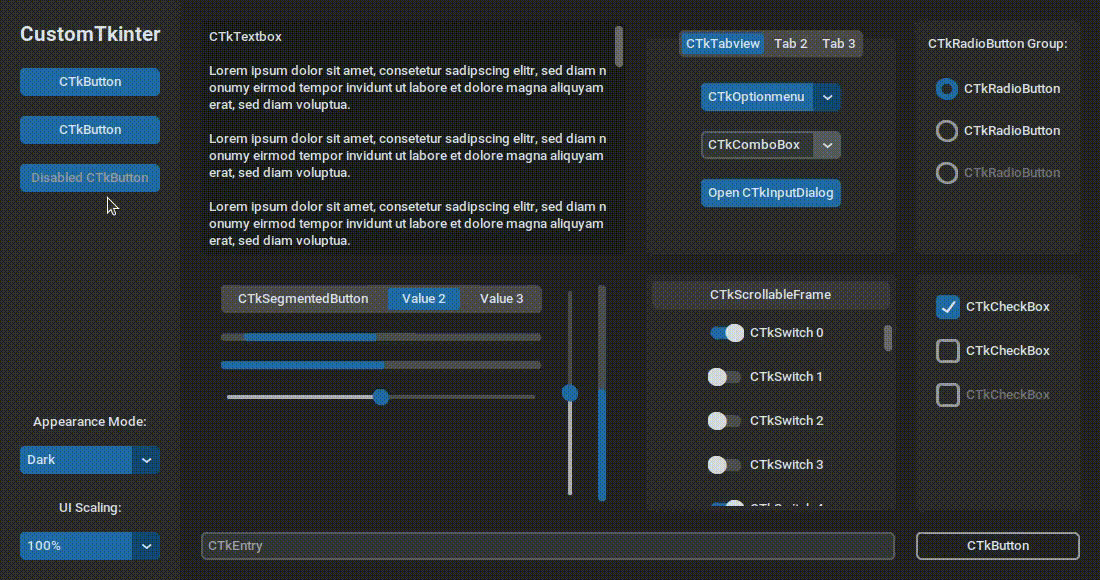 CustomTkinter
CTkButton
CTkButton
Disabled CTkButton
Appearance Mode:
Dark
UI Scaling:
100%
CTkTextbox
Lorem ipsum dolor sit amet, consetetur sadipscing elitr, sed diam n
onumy eirmod tempor invidunt ut labore et dolore magna aliquyam
erat, sed diam voluptua.
Lorem ipsum dolor sit amet, consetetur sadipscing elitr, sed diam n
onumy eirmod tempor invidunt ut labore et dolore magna aliquyam
erat, sed diam voluptua.
Lorem ipsum dolor sit amet, consetetur sadipscing elitr, sed diam n
onumy eirmod tempor invidunt ut labore et dolore magna aliquyam
erat, sed diam voluptua.
CTkTabview Tab 2 Tab 3
CTkOptionmenu
CTkComboBox
Open CTkInputDialog
CTkRadioButton Group:
CTkRadioButton
CTkRadioButton
CTkRadioButton
CTkSegmentedButton Value 2 Value 3
CTkScrollableFrame
CTkSwitch 0
CTkSwitch 1
CTkSwitch 2
CTkSwitch 3
CTkCheckBox
CTkCheckBox
CTkCheckBox
CTkEntry
CTkButton